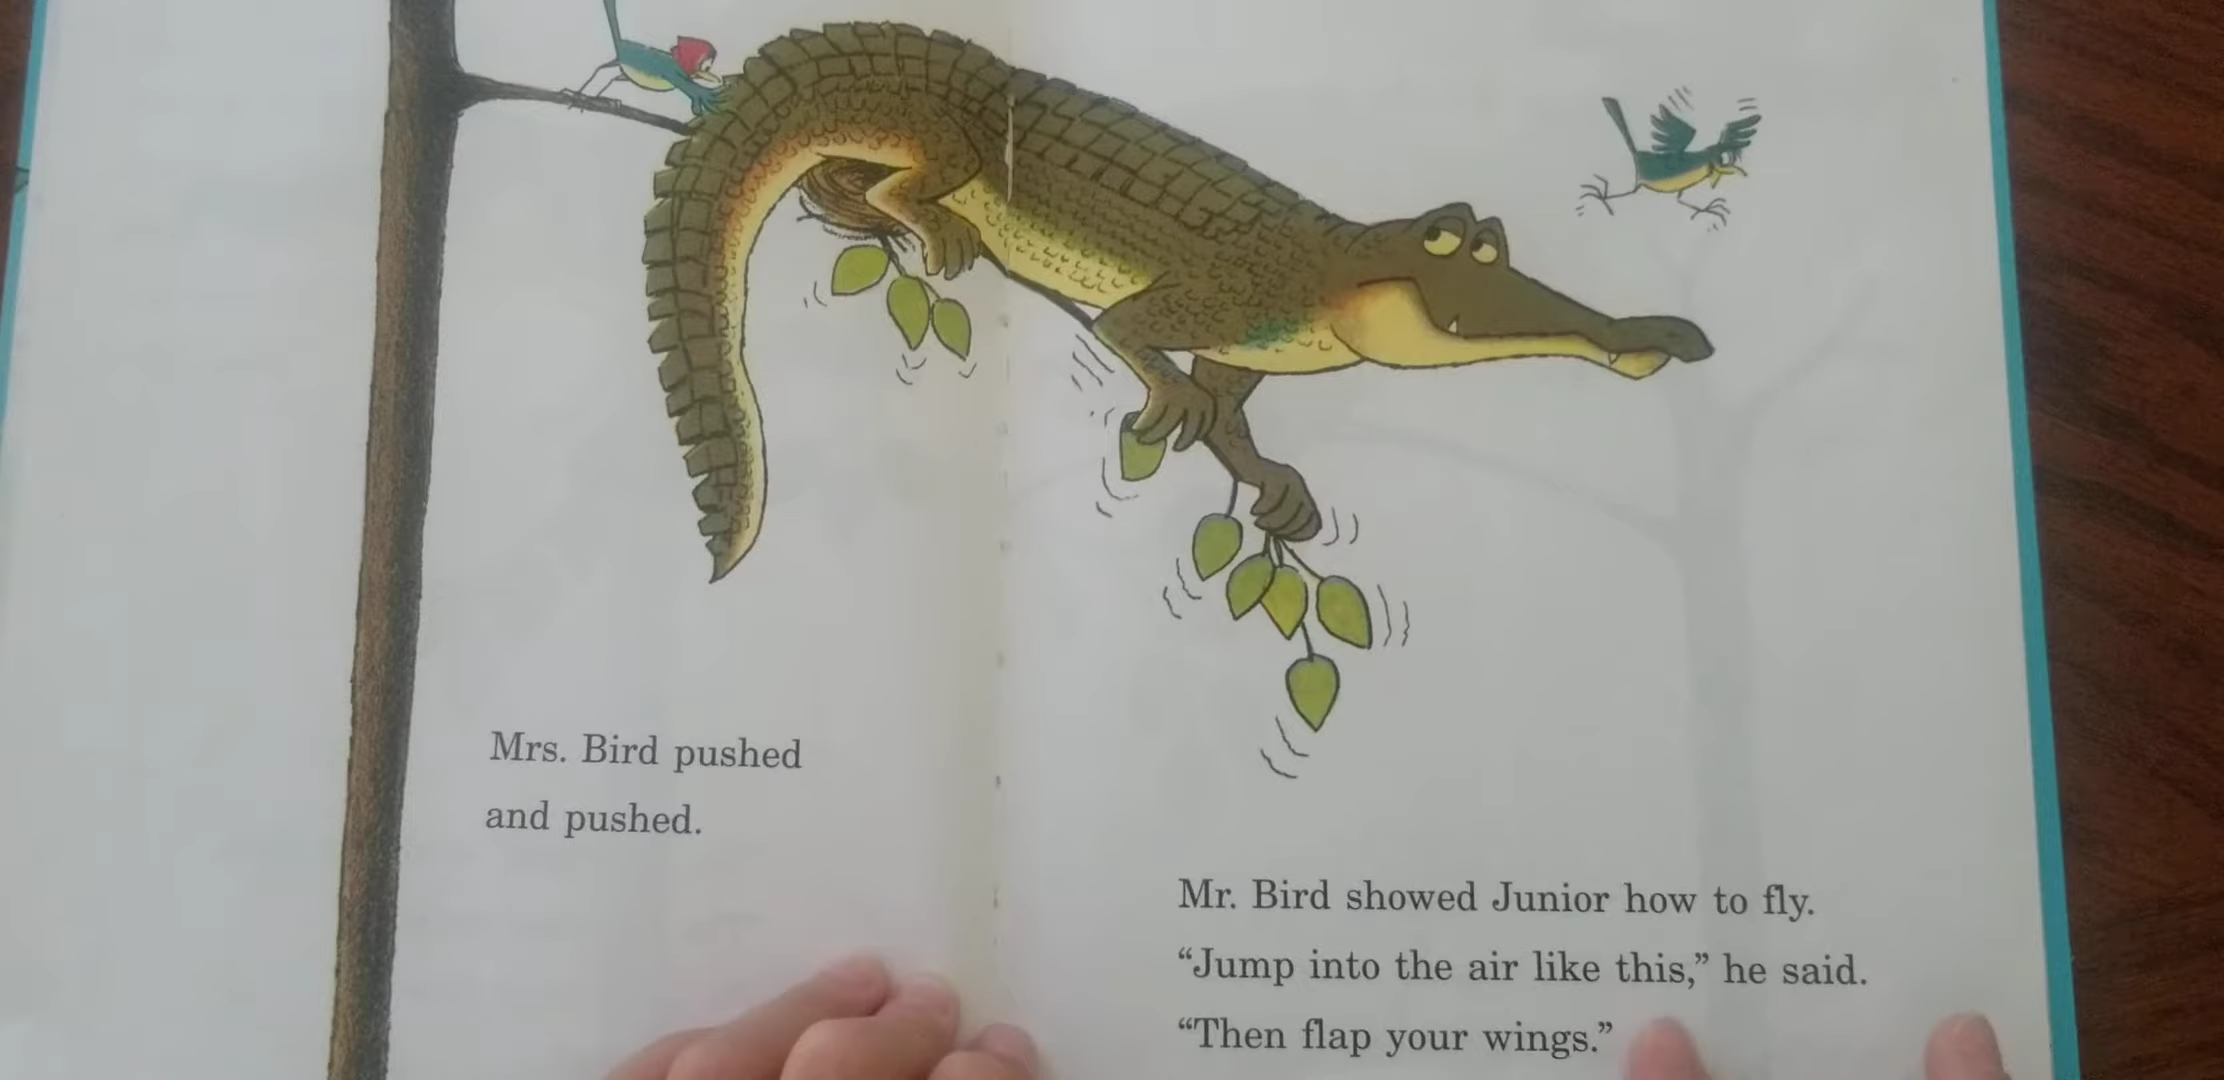 Mrs. Bird pushed
and pushed.
Mr. Bird showed Junior how to fly.
“Jump into the air like this,” he said.
“Then flap your wings.”